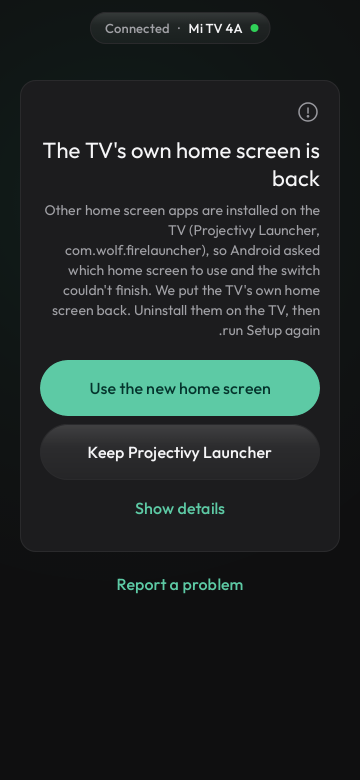 Connected · Mi TV 4A
The TV's own home screen is
back
Other home screen apps are installed on the
TV (Projectivy Launcher,
com.wolf.firelauncher), so Android asked
which home screen to use and the switch
couldn't finish. We put the TV's own home
screen back. Uninstall them on the TV, then
.run Setup again
Use the new home screen
Keep Projectivy Launcher
Show details
Report a problem